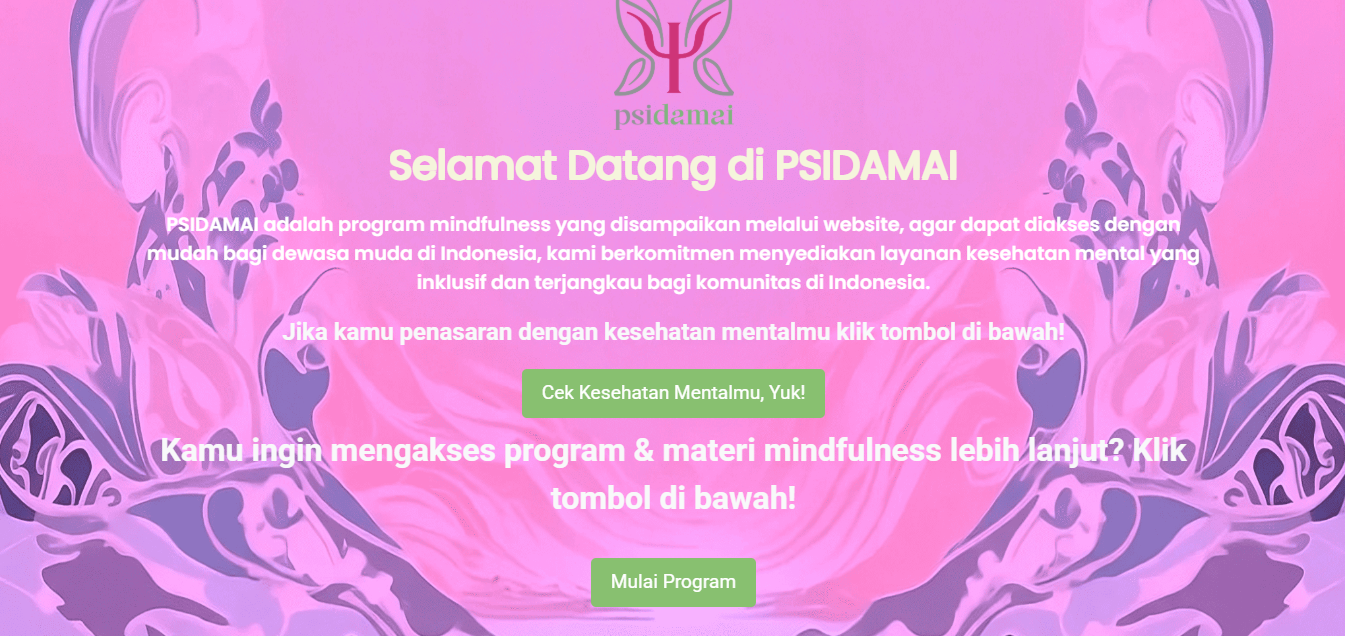 psidamai
Selamat Datang di PSIDAMAI
PSIDAMAI adalah program mindfulness yang disampaikan melalui website, agar dapat diakses dengan
mudah bagi dewasa muda di Indonesia, kami berkomitmen menyediakan layanan kesehatan mental yang
inklusif dan terjangkau bagi komunitas di Indonesia.
Jika kamu penasaran dengan kesehatan mentalmu klik tombol di bawah!
Cek Kesehatan Mentalmu, Yuk!
Kamu ingin mengakses program & materi mindfulness lebih lanjut? Klik
tombol di bawah!
Mulai Program